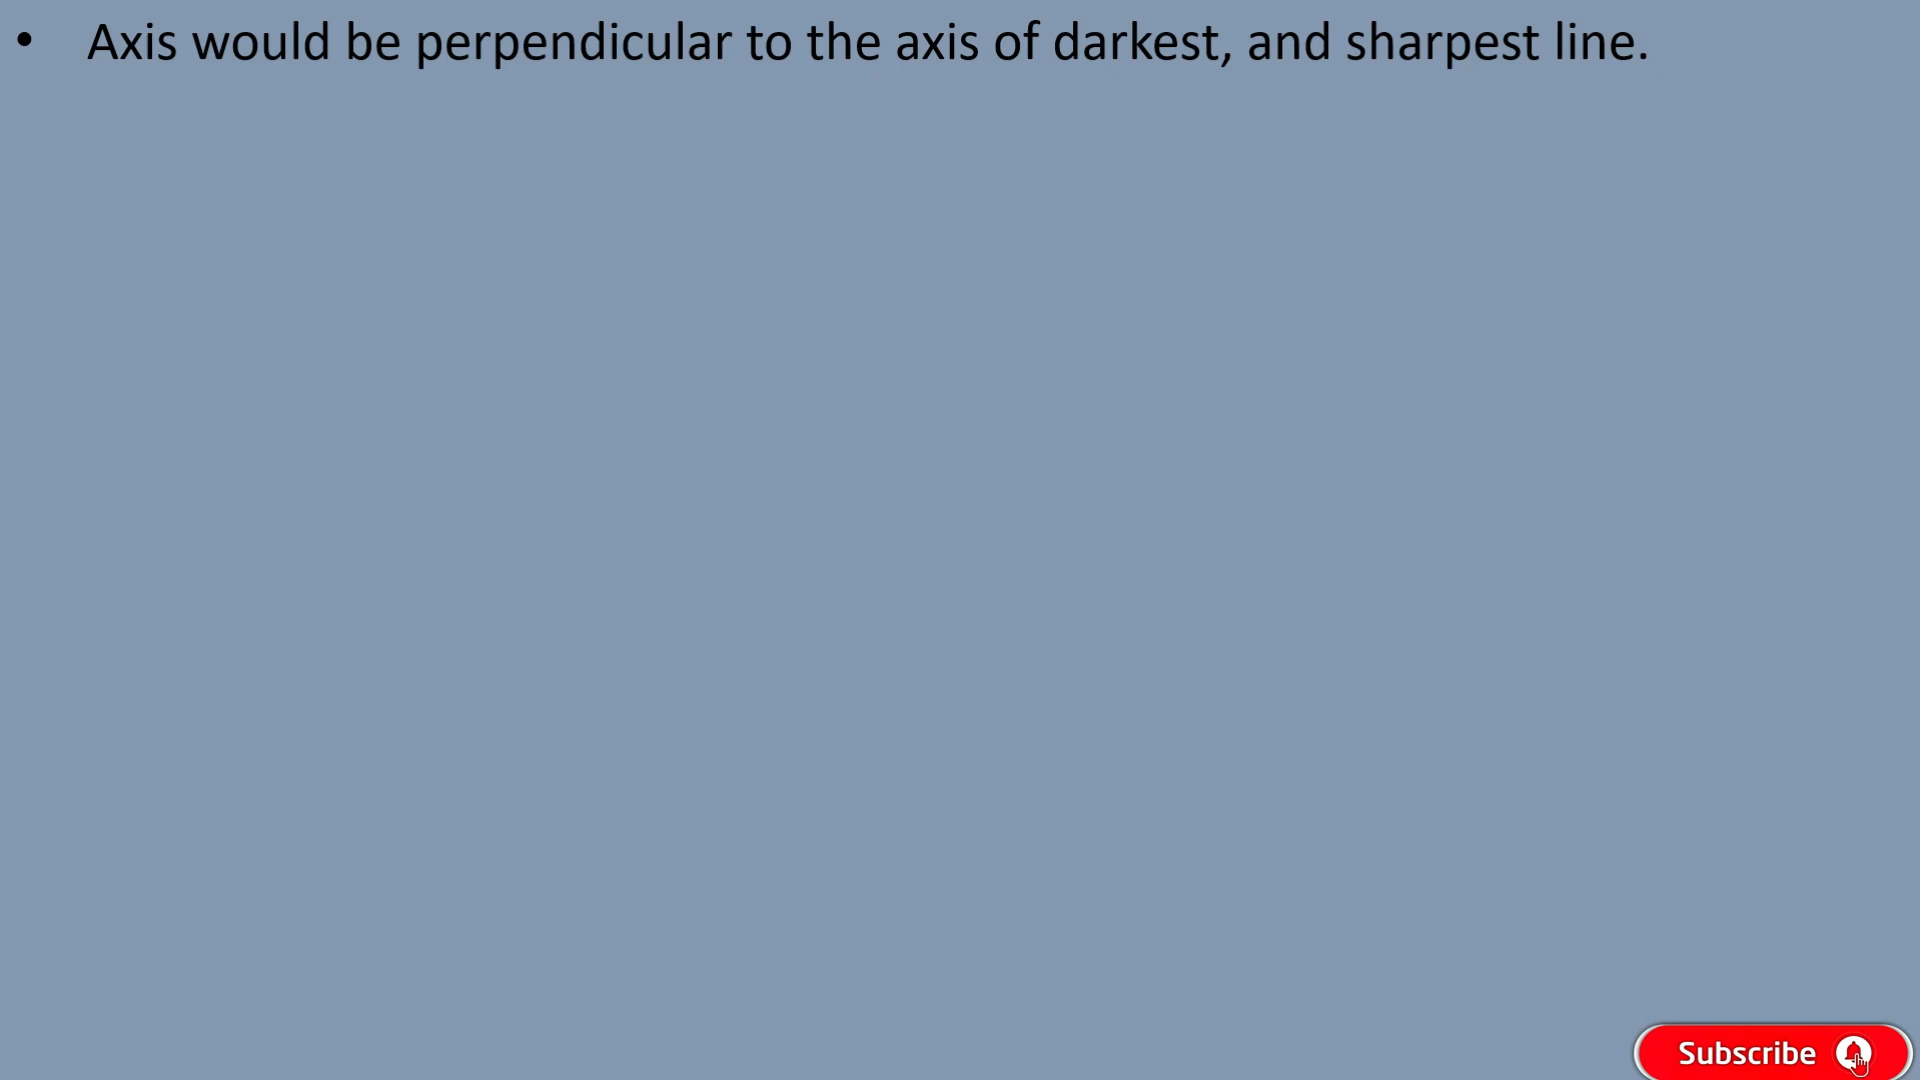 • Axis would be perpendicular to the axis of darkest, and sharpest line.
Subscribe